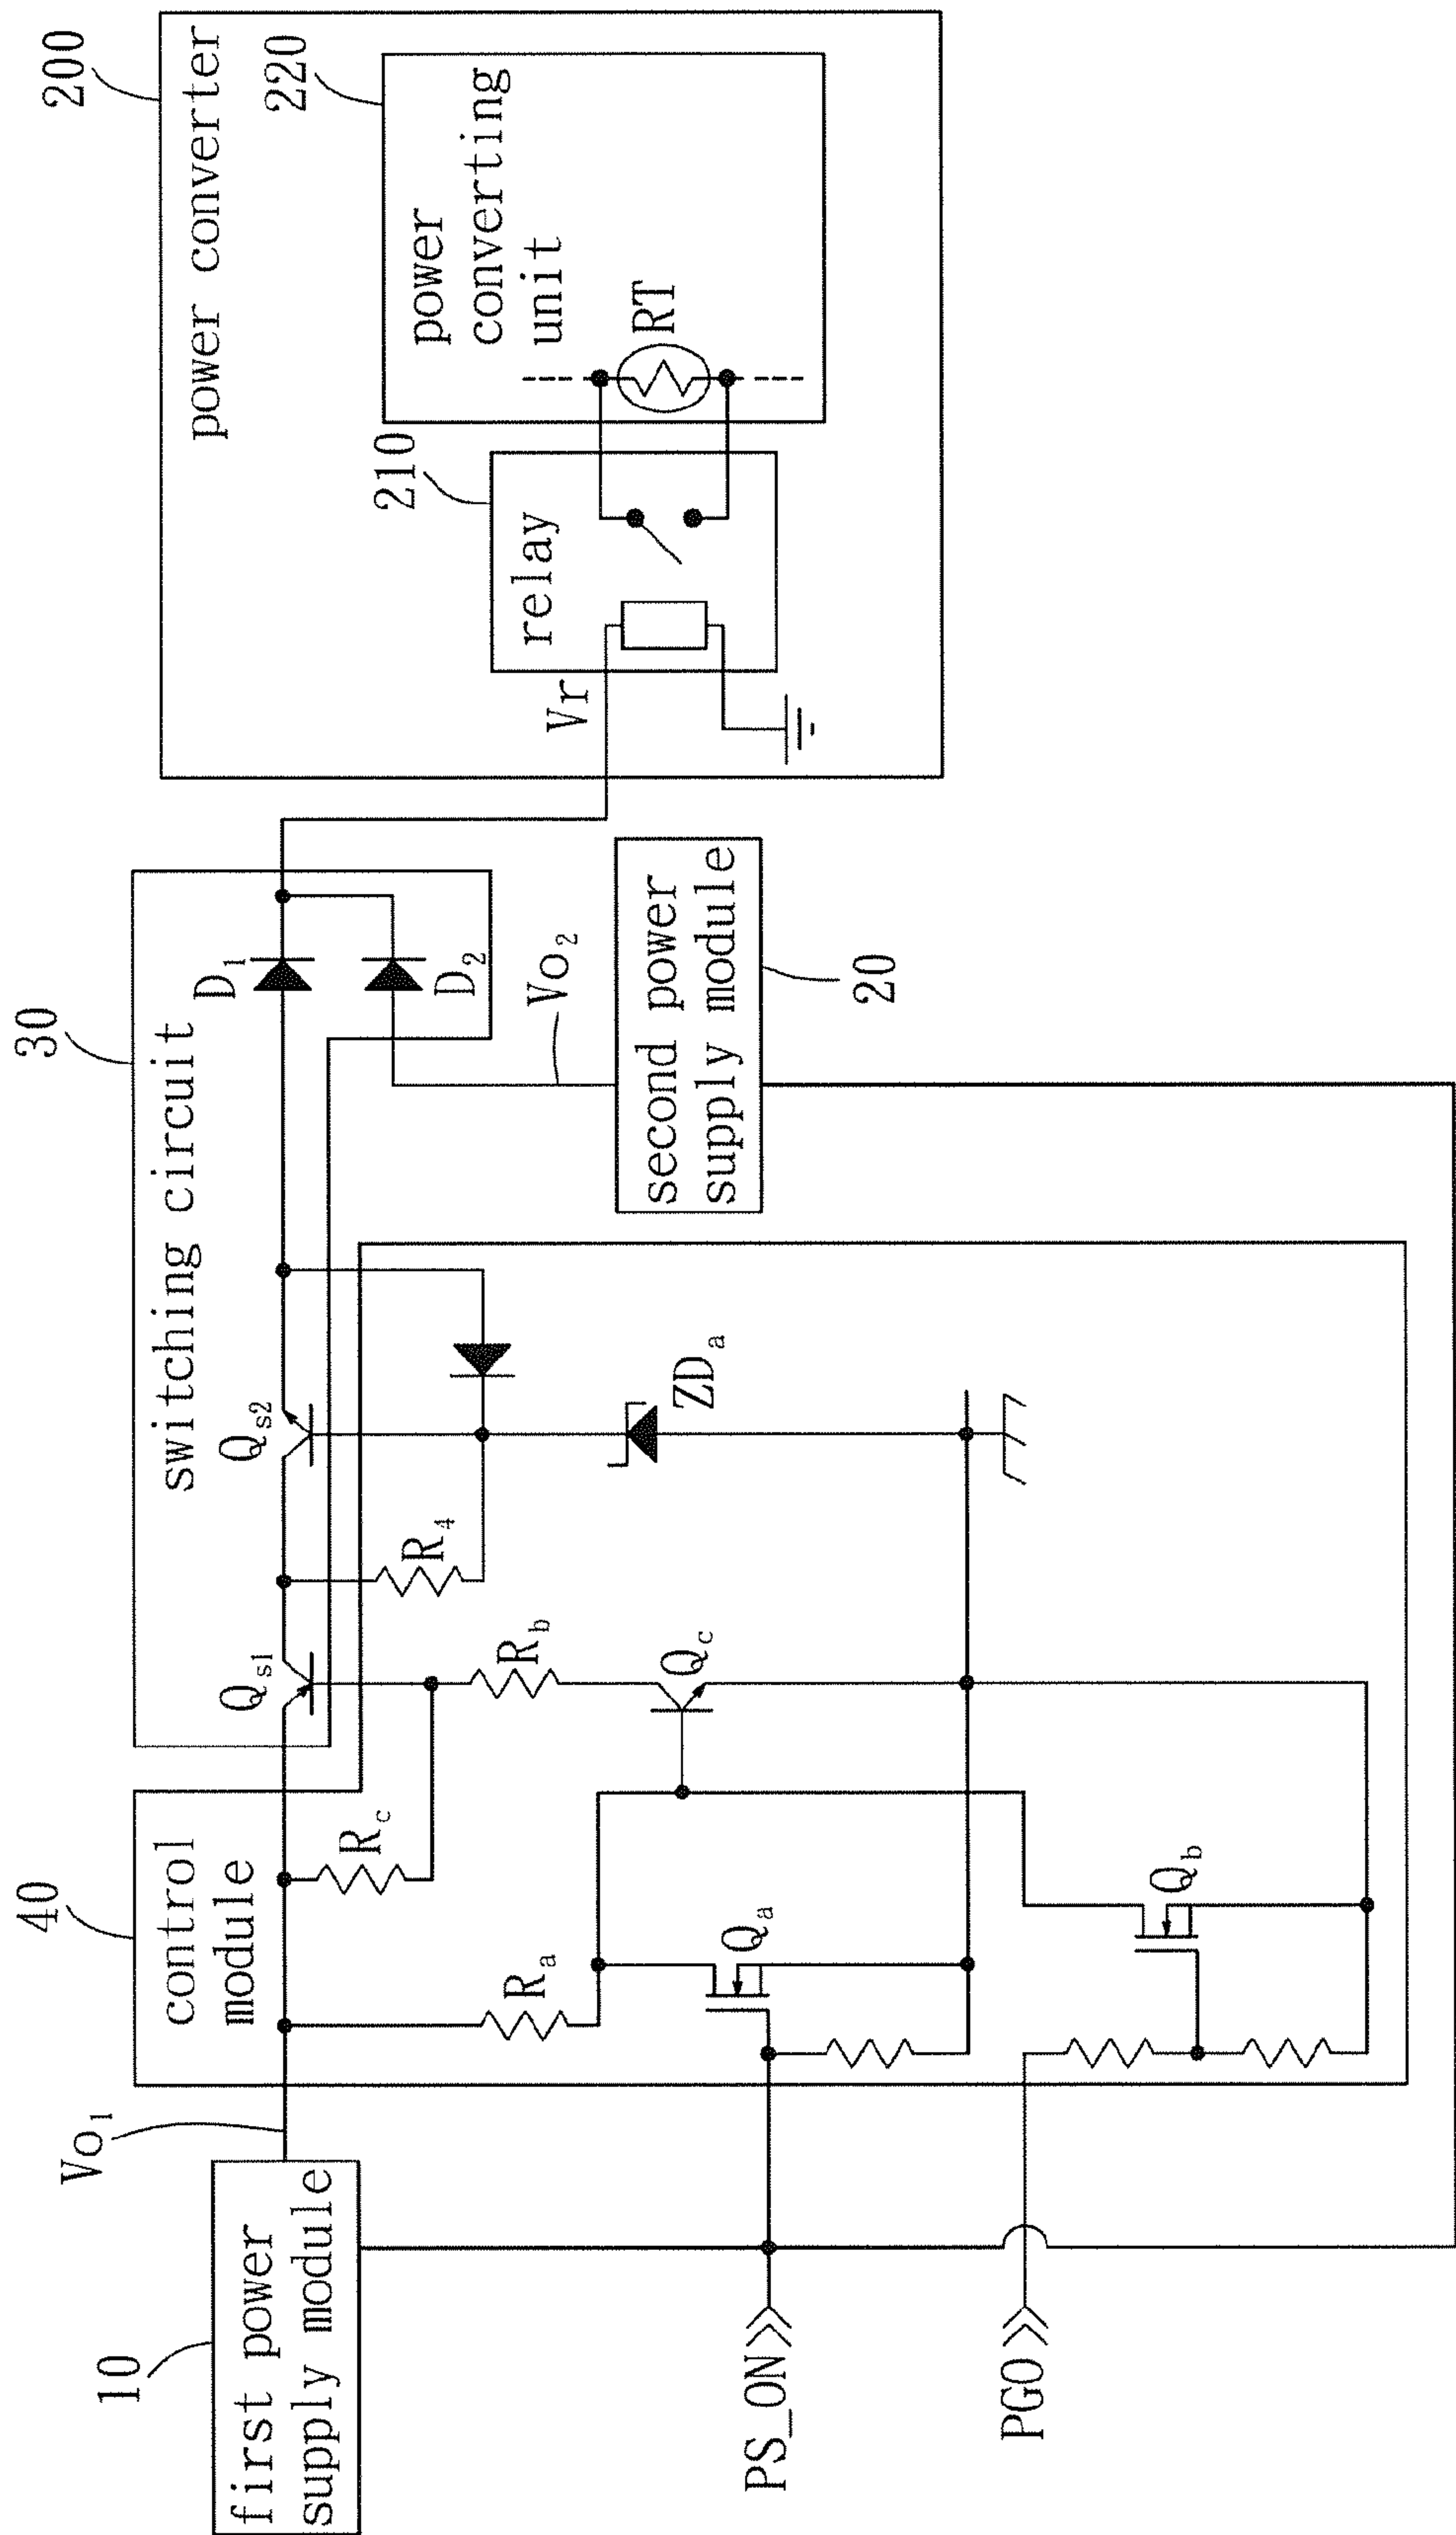 200
power converter
220
power
converting
unit
RT
210
relay
Vr
30
switching circuit
D1
D2
Vo2
second power
supply module
20
Qs1
Qs2
R4
ZDa
40
control
module
Rc
Rb
Qc
Ra
Qa
Qb
Vo1
10
first power
supply module
PS_ON
PGO